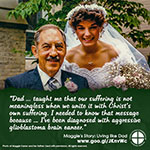 "Dad ... taught me that our suffering is not
meaningless when we unite it with Christ's
own suffering. I needed to know that message
because ... I've been diagnosed with aggressive
glioblastoma brain cancer."
Maggie's Story: Living like Dad
www.goo.gl/2EnrWc